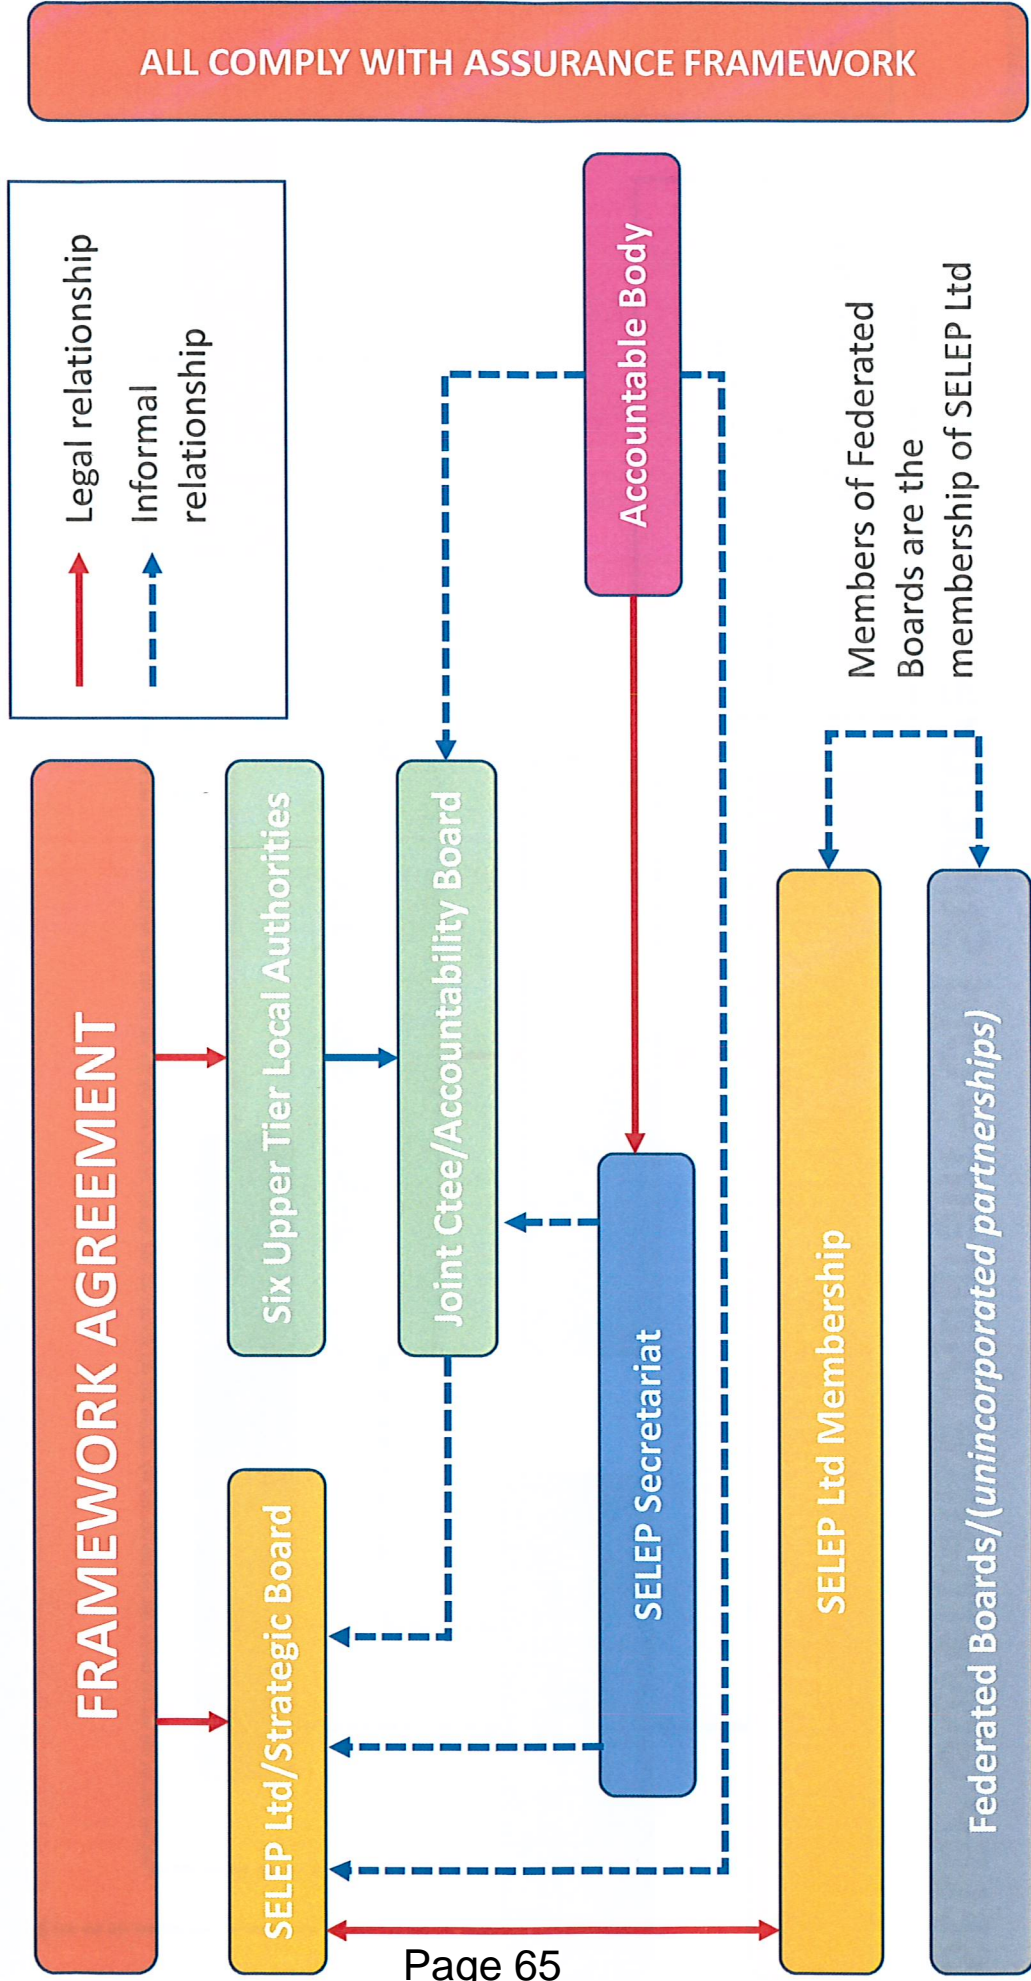 FRAMEWORK AGREEMENT
Legal relationship
Informal
relationship
SELEP Ltd/Strategic Board
Six Upper Tier Local Authorities
Joint Ctee/Accountability Board
SELEP Secretariat
Accountable Body
SELEP Ltd Membership
Members of Federated
Boards are the
membership of SELEP Ltd
Federated Boards/(unincorporated partnerships)
ALL COMPLY WITH ASSURANCE FRAMEWORK
Page 65